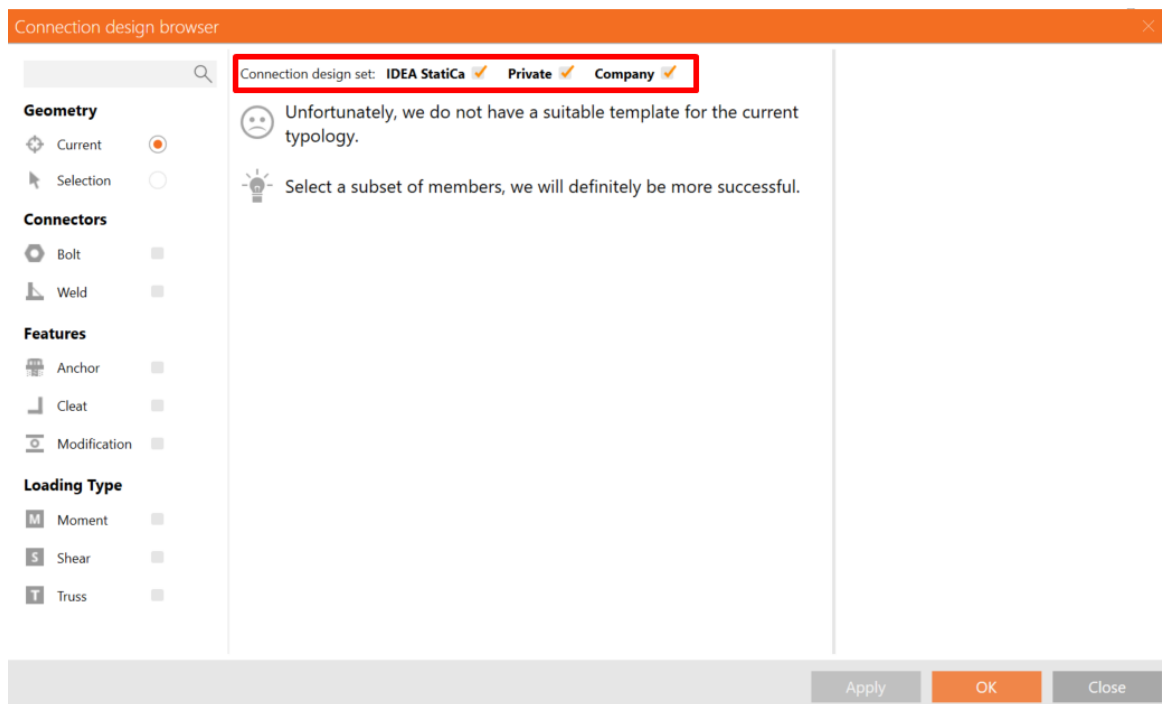 Connection design browser
Connection design set: IDEA StatiCa Private Company
Unfortunately, we do not have a suitable template for the current
typology.
Select a subset of members, we will definitely be more successful.
Geometry
Current
Selection
Connectors
Bolt
Weld
Features
Anchor
Cleat
Modification
Loading Type
M Moment
S Shear
T Truss
Apply OK Close